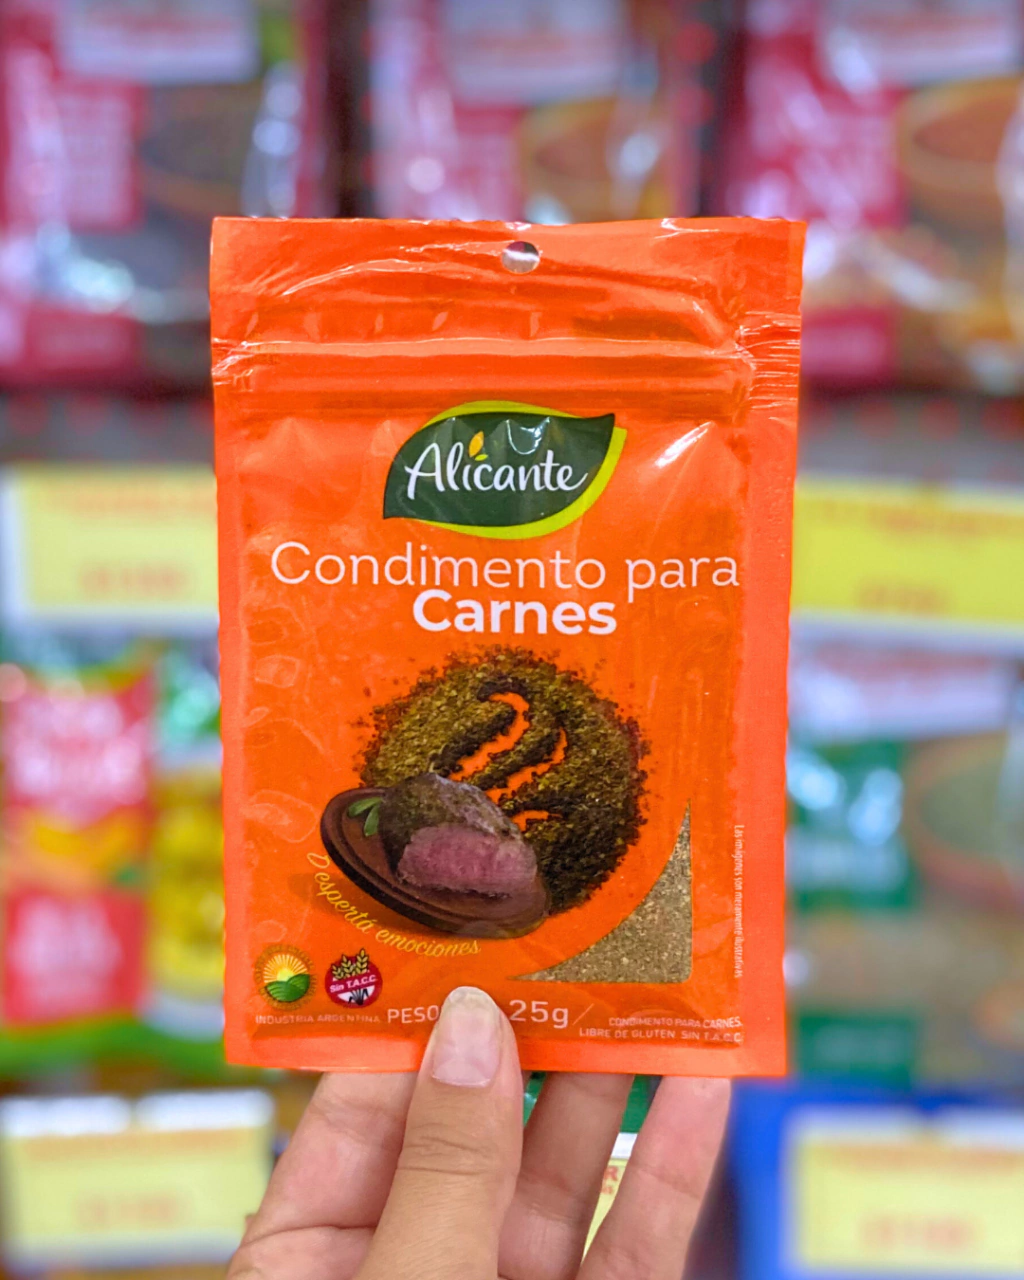 Alicante
Condimento para
Carnes
Despertá emociones
Las imágenes son meramente ilustrativas
Sin T.A.C.C.
INDUSTRIA ARGENTINA
PESO 25g
CONDIMENTO PARA CARNES.
LIBRE DE GLUTEN SIN T.A.C.C